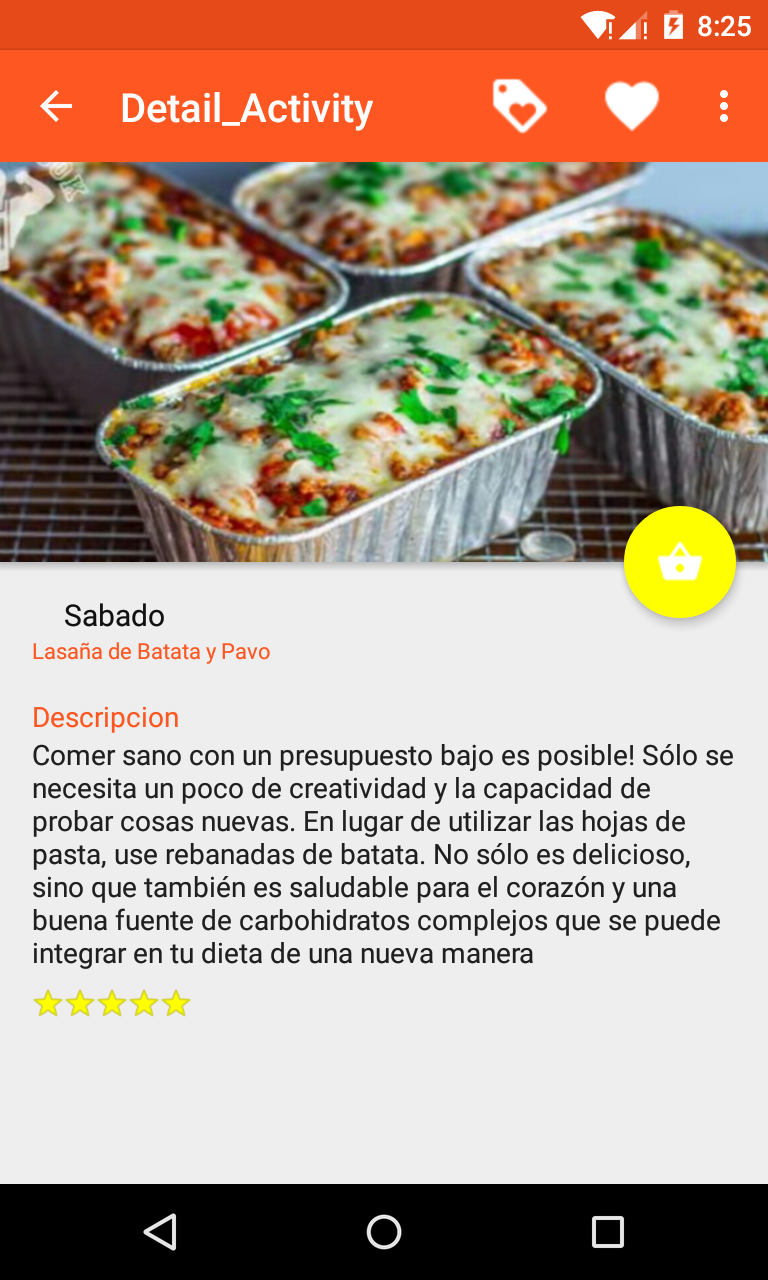 8:25
Detail_Activity
Sabado
Lasaña de Batata y Pavo
Descripcion
Comer sano con un presupuesto bajo es posible! Sólo se
necesita un poco de creatividad y la capacidad de
probar cosas nuevas. En lugar de utilizar las hojas de
pasta, use rebanadas de batata. No sólo es delicioso,
sino que también es saludable para el corazón y una
buena fuente de carbohidratos complejos que se puede
integrar en tu dieta de una nueva manera